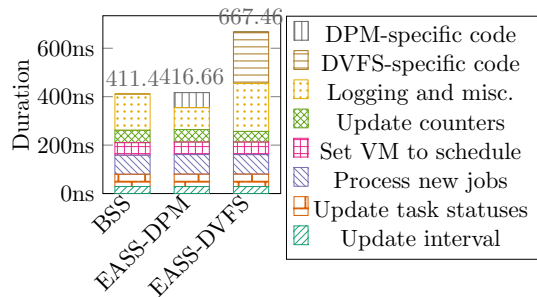 Duration
600ns
400ns
200ns
0ns
411.4
416.66
667.46
BSS
EASS-DPM
EASS-DVFS
DPM-specific code
DVFS-specific code
Logging and misc.
Update counters
Set VM to schedule
Process new jobs
Update task statuses
Update interval